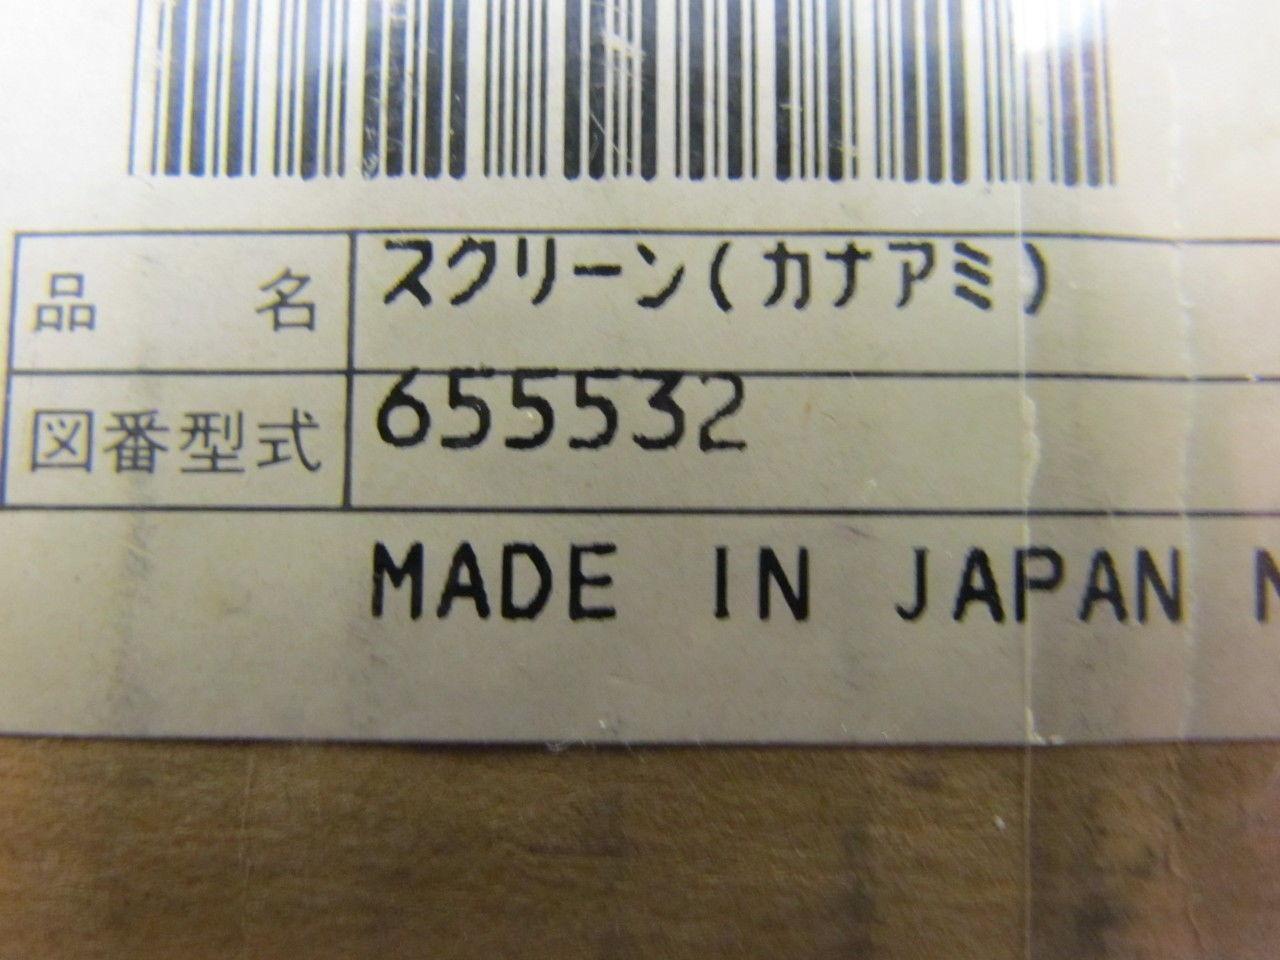 品名 スクリーン(カナアミ)
図番型式 655532
MADE IN JAPAN